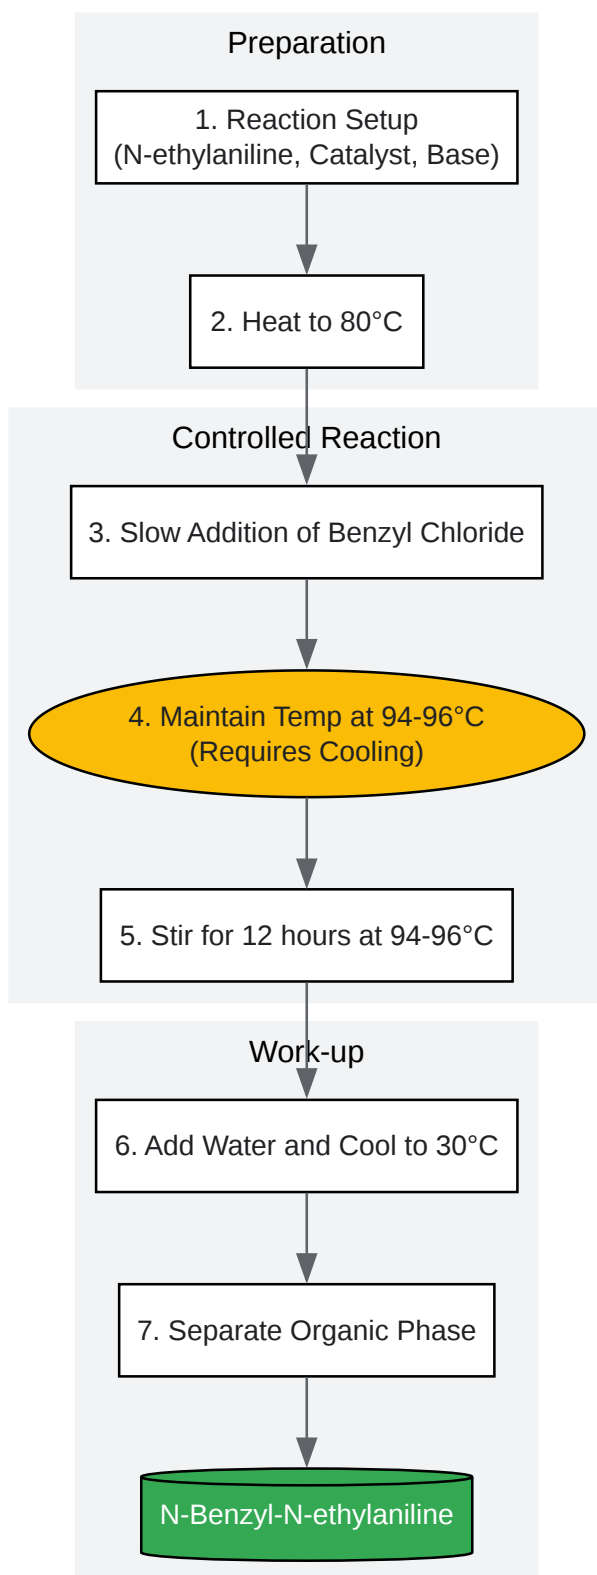 Preparation
1. Reaction Setup
(N-ethylaniline, Catalyst, Base)
2. Heat to 80°C
Controlled Reaction
3. Slow Addition of Benzyl Chloride
4. Maintain Temp at 94-96°C
(Requires Cooling)
5. Stir for 12 hours at 94-96°C
Work-up
6. Add Water and Cool to 30°C
7. Separate Organic Phase
N-Benzyl-N-ethylaniline